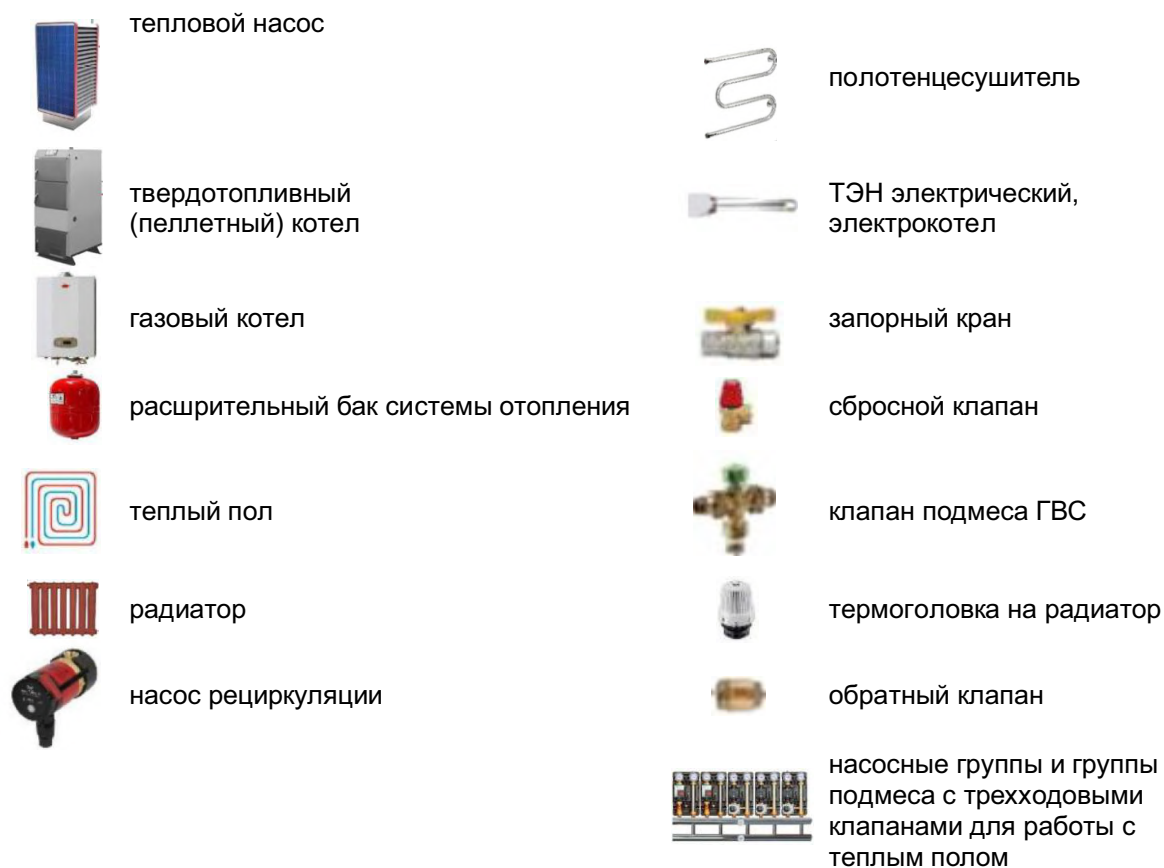 тепловой насос
твердотопливный
(пеллетный) котел
газовый котел
расшрительный бак системы отопления
теплый пол
радиатор
насос рециркуляции
полотенцесушитель
ТЭН электрический,
электрокотел
запорный кран
сбросной клапан
клапан подмеса ГВС
термоголовка на радиатор
обратный клапан
насосные группы и группы
подмеса с трехходовыми
клапанами для работы с
теплым полом